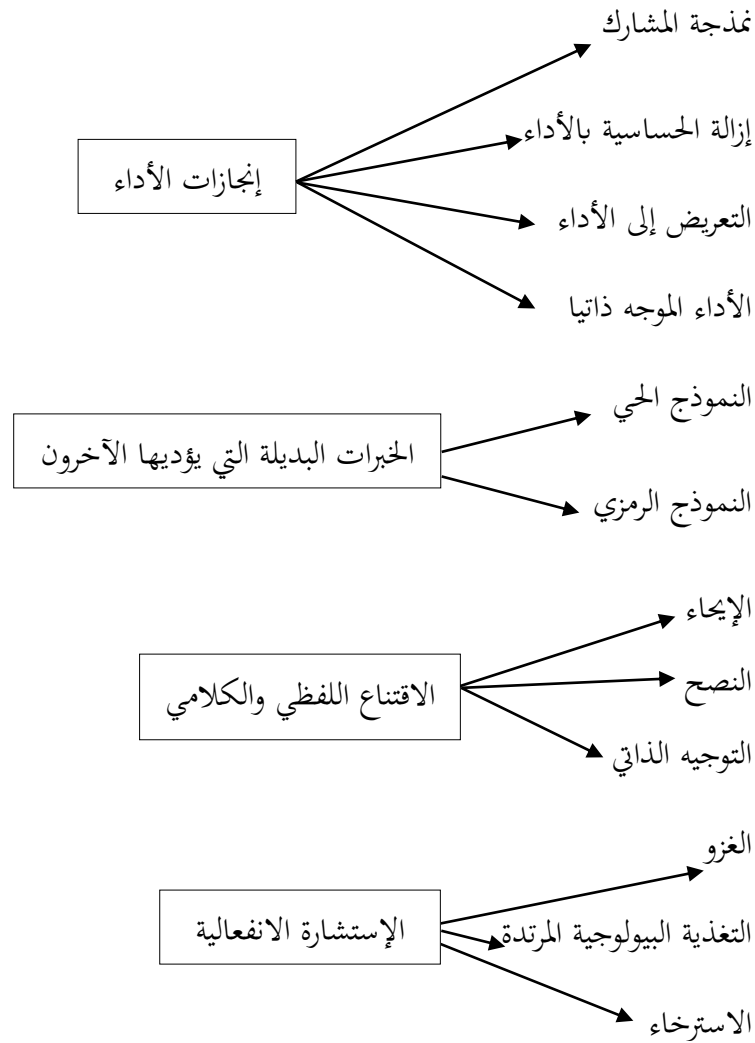 نمذجة المشارك
إزالة الحساسية بالأداء
إنجازات الأداء
التعريض إلى الأداء
الأداء الموجه ذاتيا
النموذج الحي
الخبرات البديلة التي يؤديها الآخرون
النموذج الرمزي
الإيحاء
الاقتناع اللفظي والكلامي
النصح
التوجيه الذاتي
الغزو
الإستشارة الانفعالية
التغذية البيولوجية المرتدة
الاسترخاء